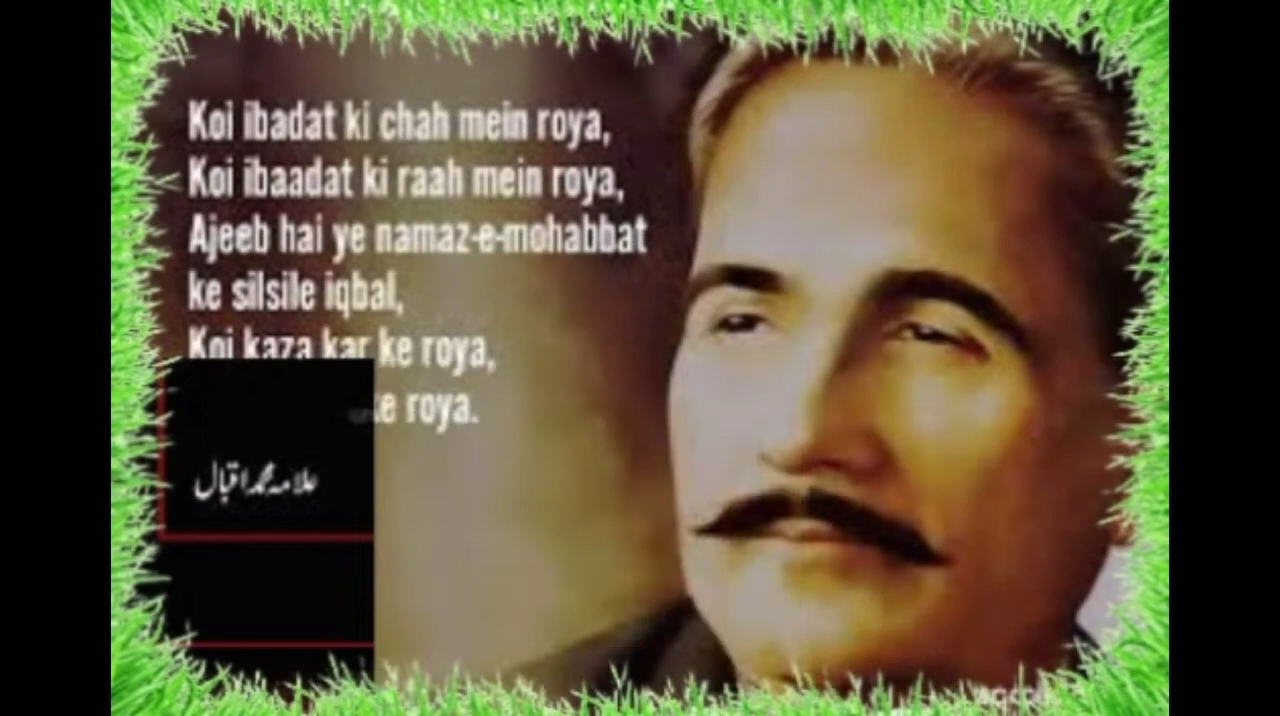 Koi ibadat ki chah mein roya,
Koi ibaadat ki raah mein roya,
Ajeeb hai ye namaz-e-mohabbat
ke silsile iqbal,
Koi kaza kar ke roya,
ke roya.
علامہ محمد اقبال